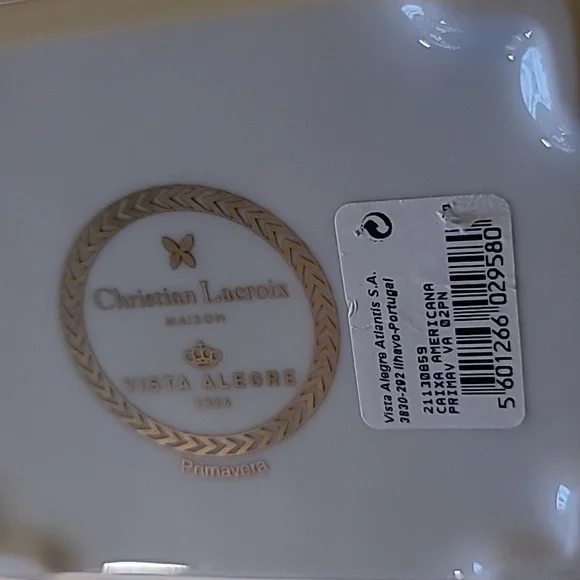 Christian Lacroix
MAISON
VISTA ALEGRE
1824
Primavera
Vista Alegre Atlantis S.A.
3830-292 Ílhavo-Portugal
21130859
CAIXA AMERICANA
PRIMAV VA 02PN
5 601266 029580